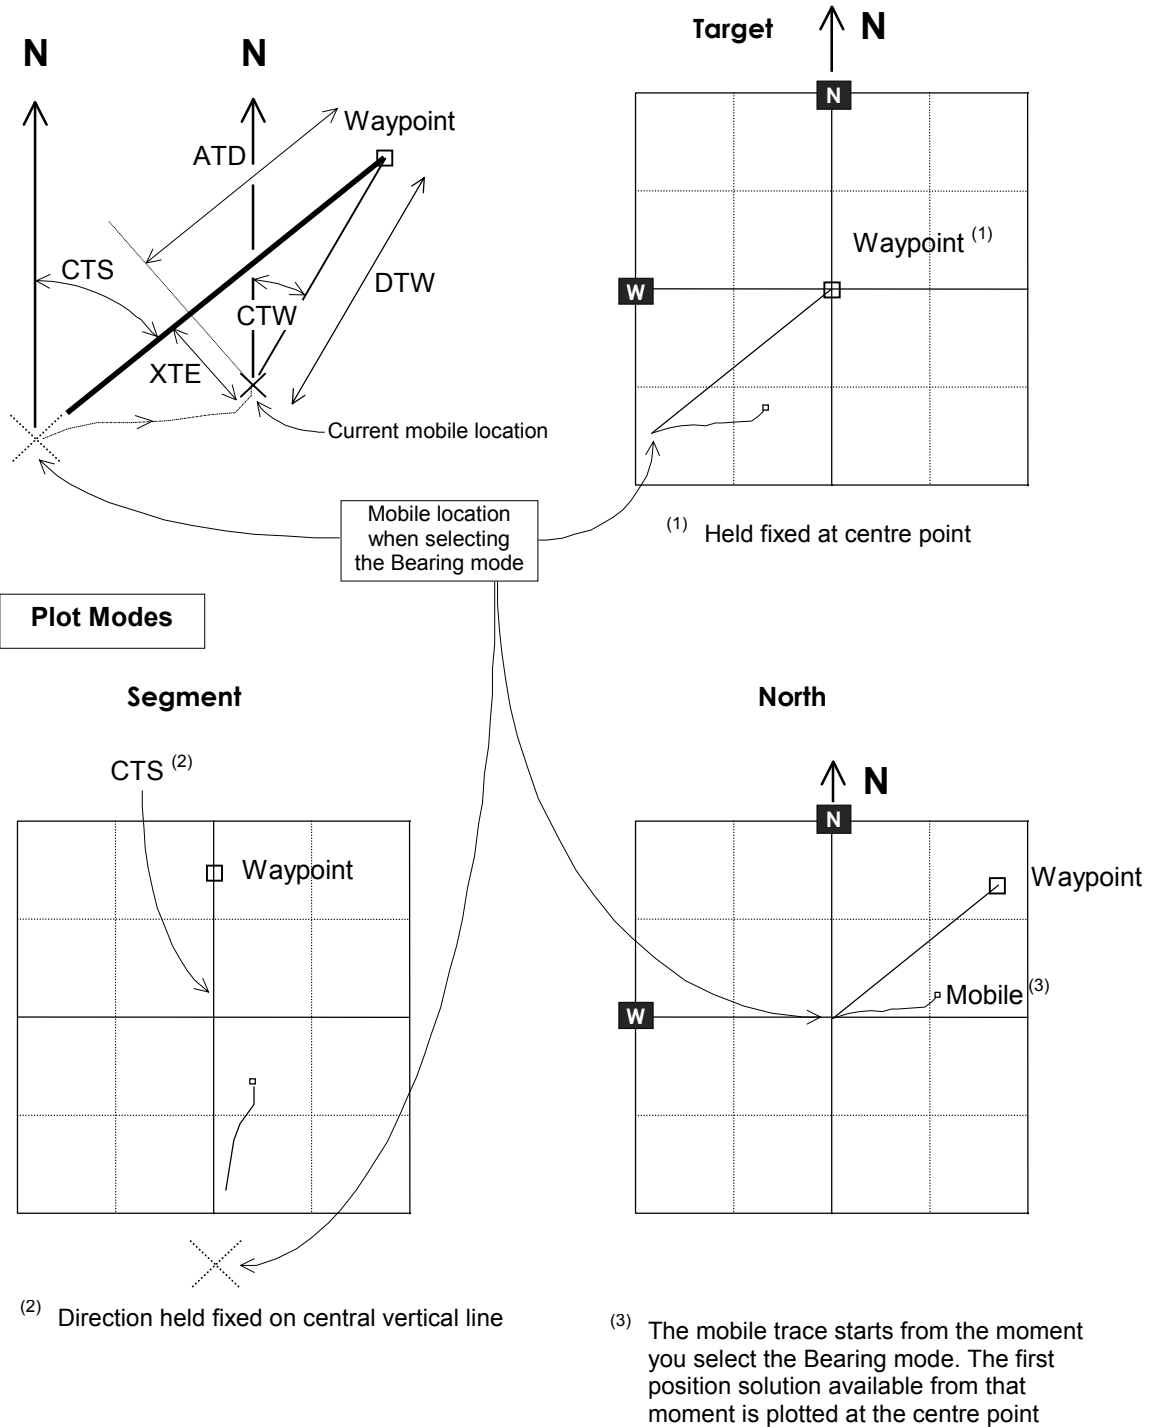 N
N
Waypoint
ATD
CTS
DTW
CTW
XTE
Current mobile location
Target
N
N
Waypoint (1)
W
Mobile location
when selecting
the Bearing mode
(1) Held fixed at centre point
Plot Modes
Segment
CTS (2)
Waypoint
(2) Direction held fixed on central vertical line
North
N
N
Waypoint
Mobile (3)
W
(3) The mobile trace starts from the moment
you select the Bearing mode. The first
position solution available from that
moment is plotted at the centre point